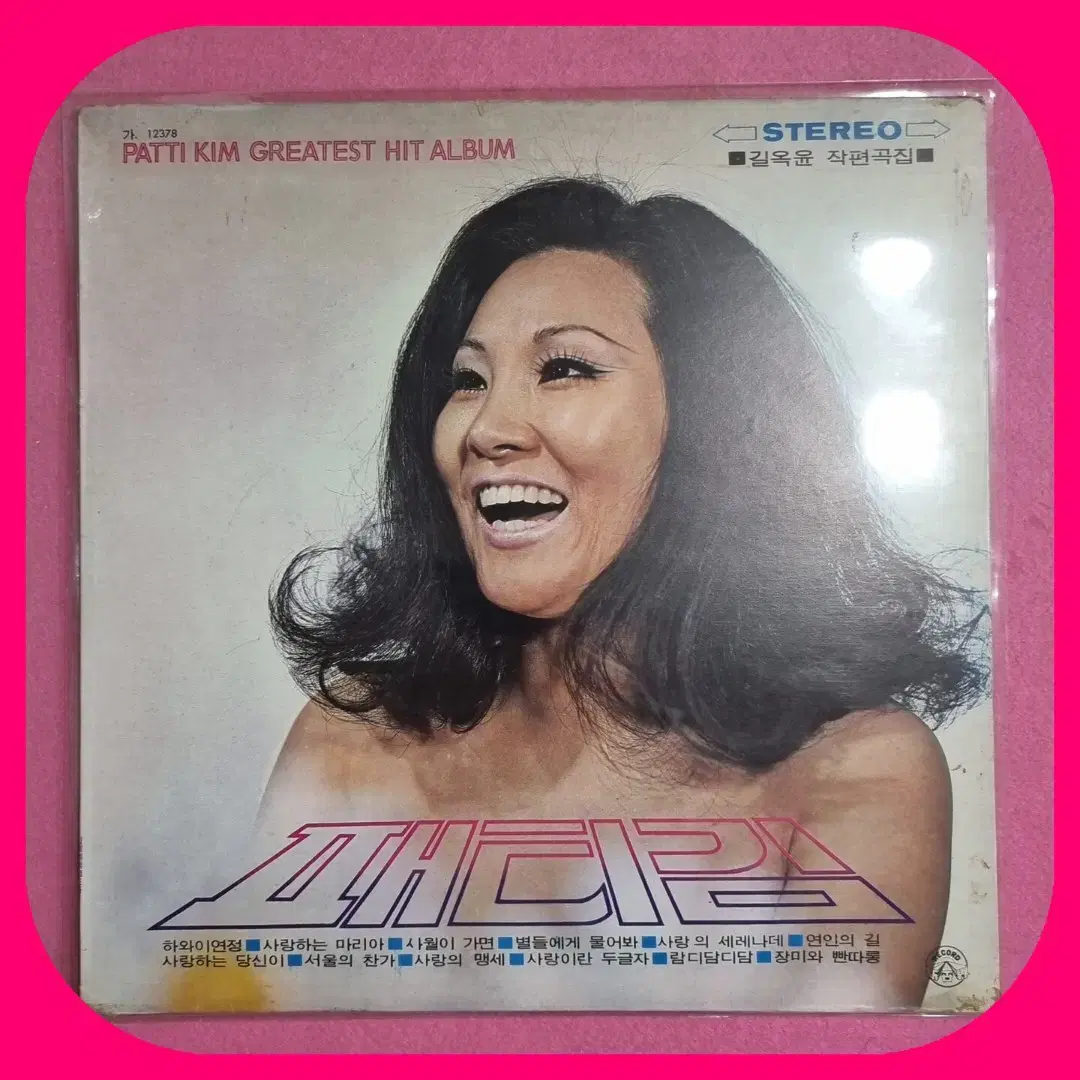 가. 12378
PATTI KIM GREATEST HIT ALBUM
STEREO
■길옥윤 작편곡집■
패티김
하와이연정■사랑하는 마리아■사월이 가면■별들에게 물어봐■사랑의 세레나데■연인의 길
사랑하는 당신이■서울의 찬가■사랑의 맹세■사랑이란 두글자■람디담디담■장미와 빤따롱
RECORD